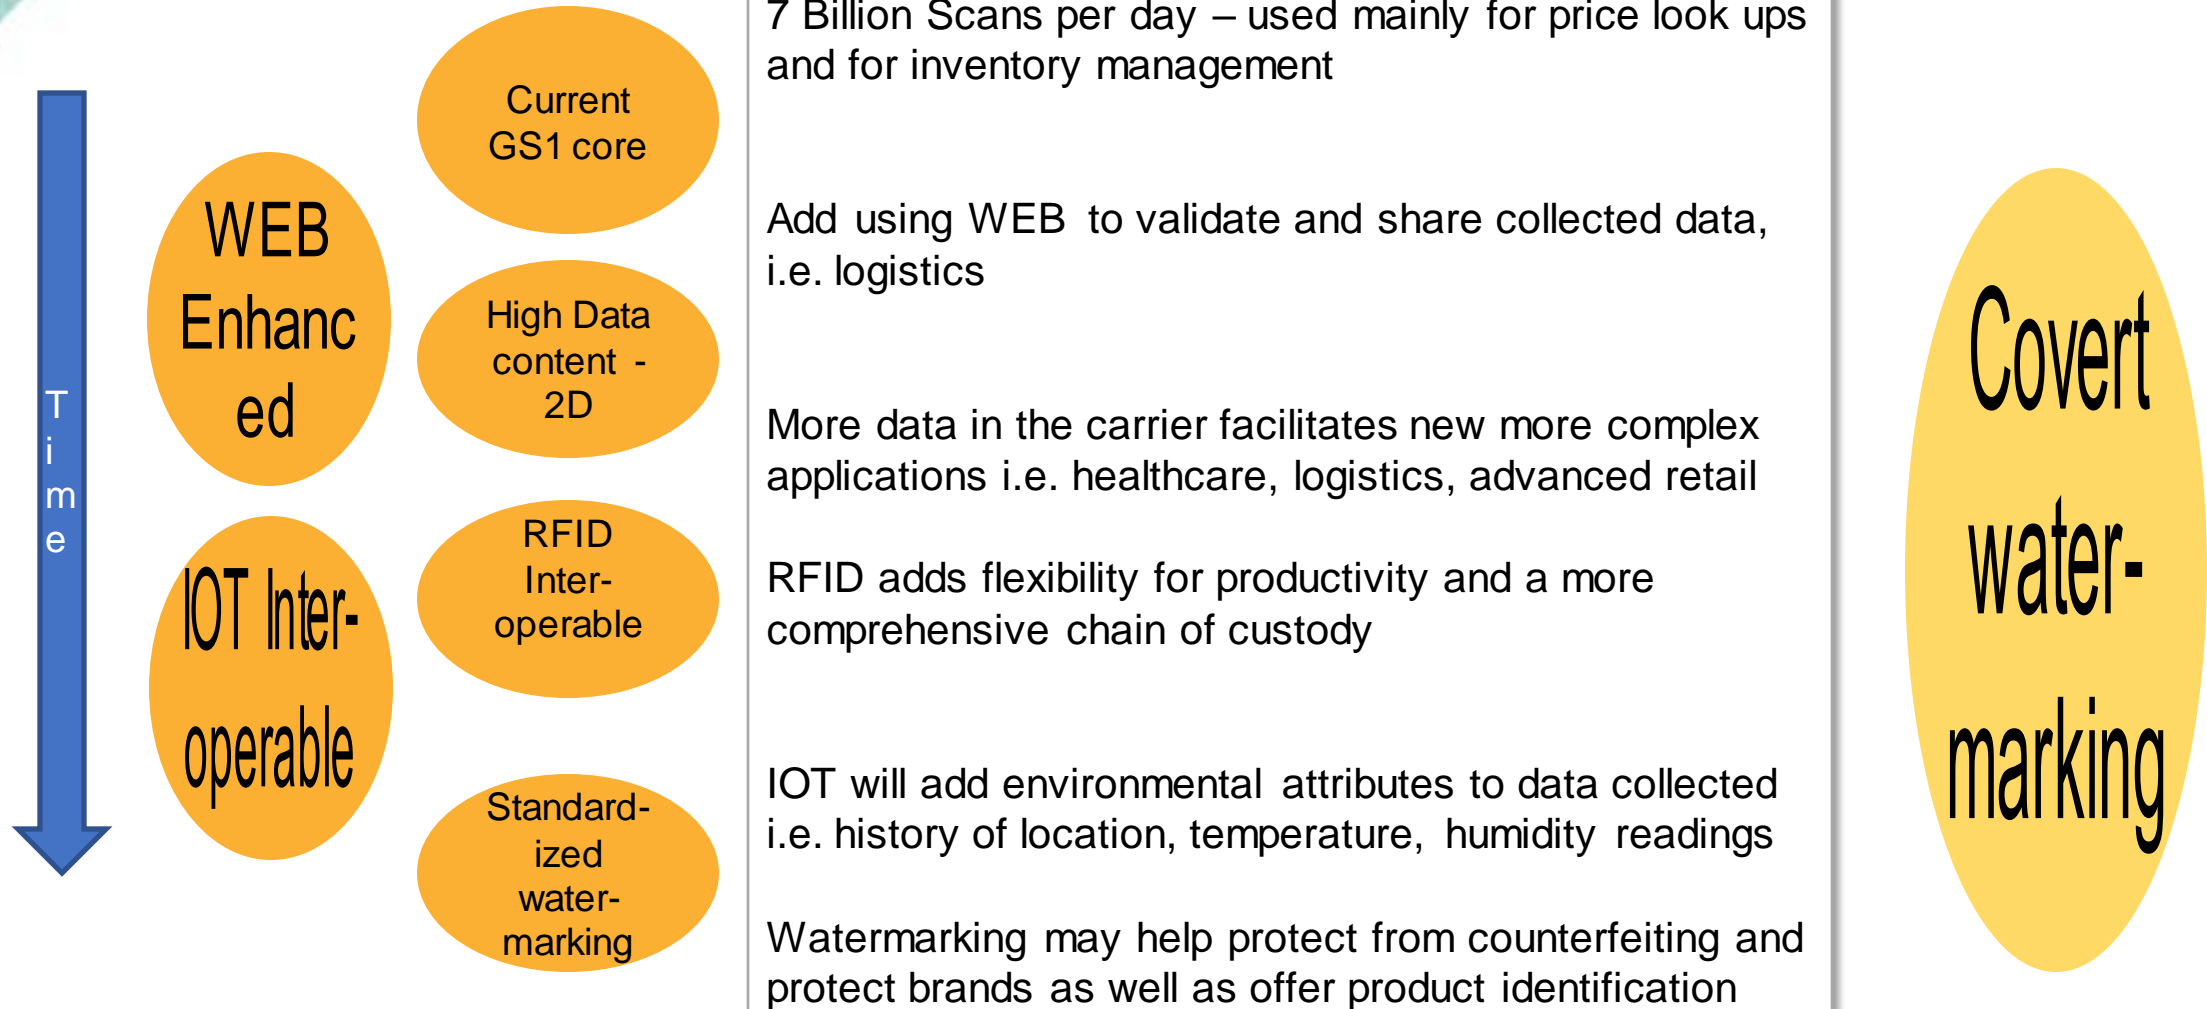 T
i
m
e
WEB
Enhanc
ed
IOT Inter-
operable
Current
GS1 core
High Data
content -
2D
RFID
Inter-
operable
Standard-
ized
water-
marking
7 Billion Scans per day – used mainly for price look ups
and for inventory management
Add using WEB to validate and share collected data,
i.e. logistics
More data in the carrier facilitates new more complex
applications i.e. healthcare, logistics, advanced retail
RFID adds flexibility for productivity and a more
comprehensive chain of custody
IOT will add environmental attributes to data collected
i.e. history of location, temperature, humidity readings
Watermarking may help protect from counterfeiting and
protect brands as well as offer product identification
Covert
water-
marking